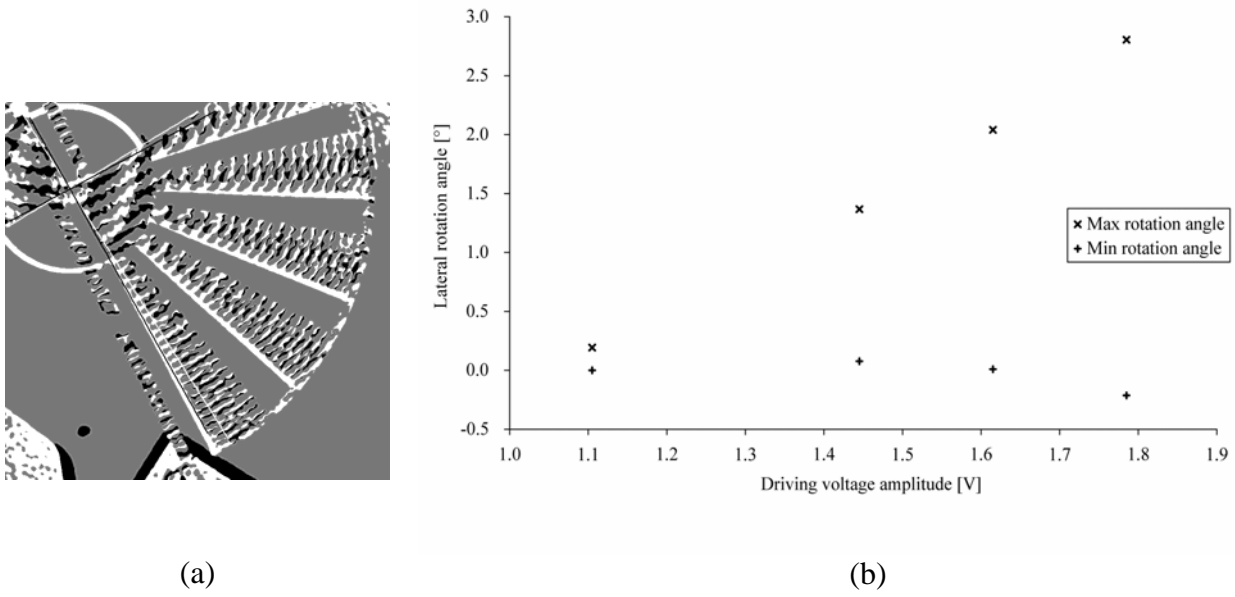 3.0
2.5
2.0
1.5
1.0
0.5
0.0
-0.5
Lateral rotation angle [°]
Max rotation angle
Min rotation angle
1.0 1.1 1.2 1.3 1.4 1.5 1.6 1.7 1.8 1.9
Driving voltage amplitude [V]
(a) (b)